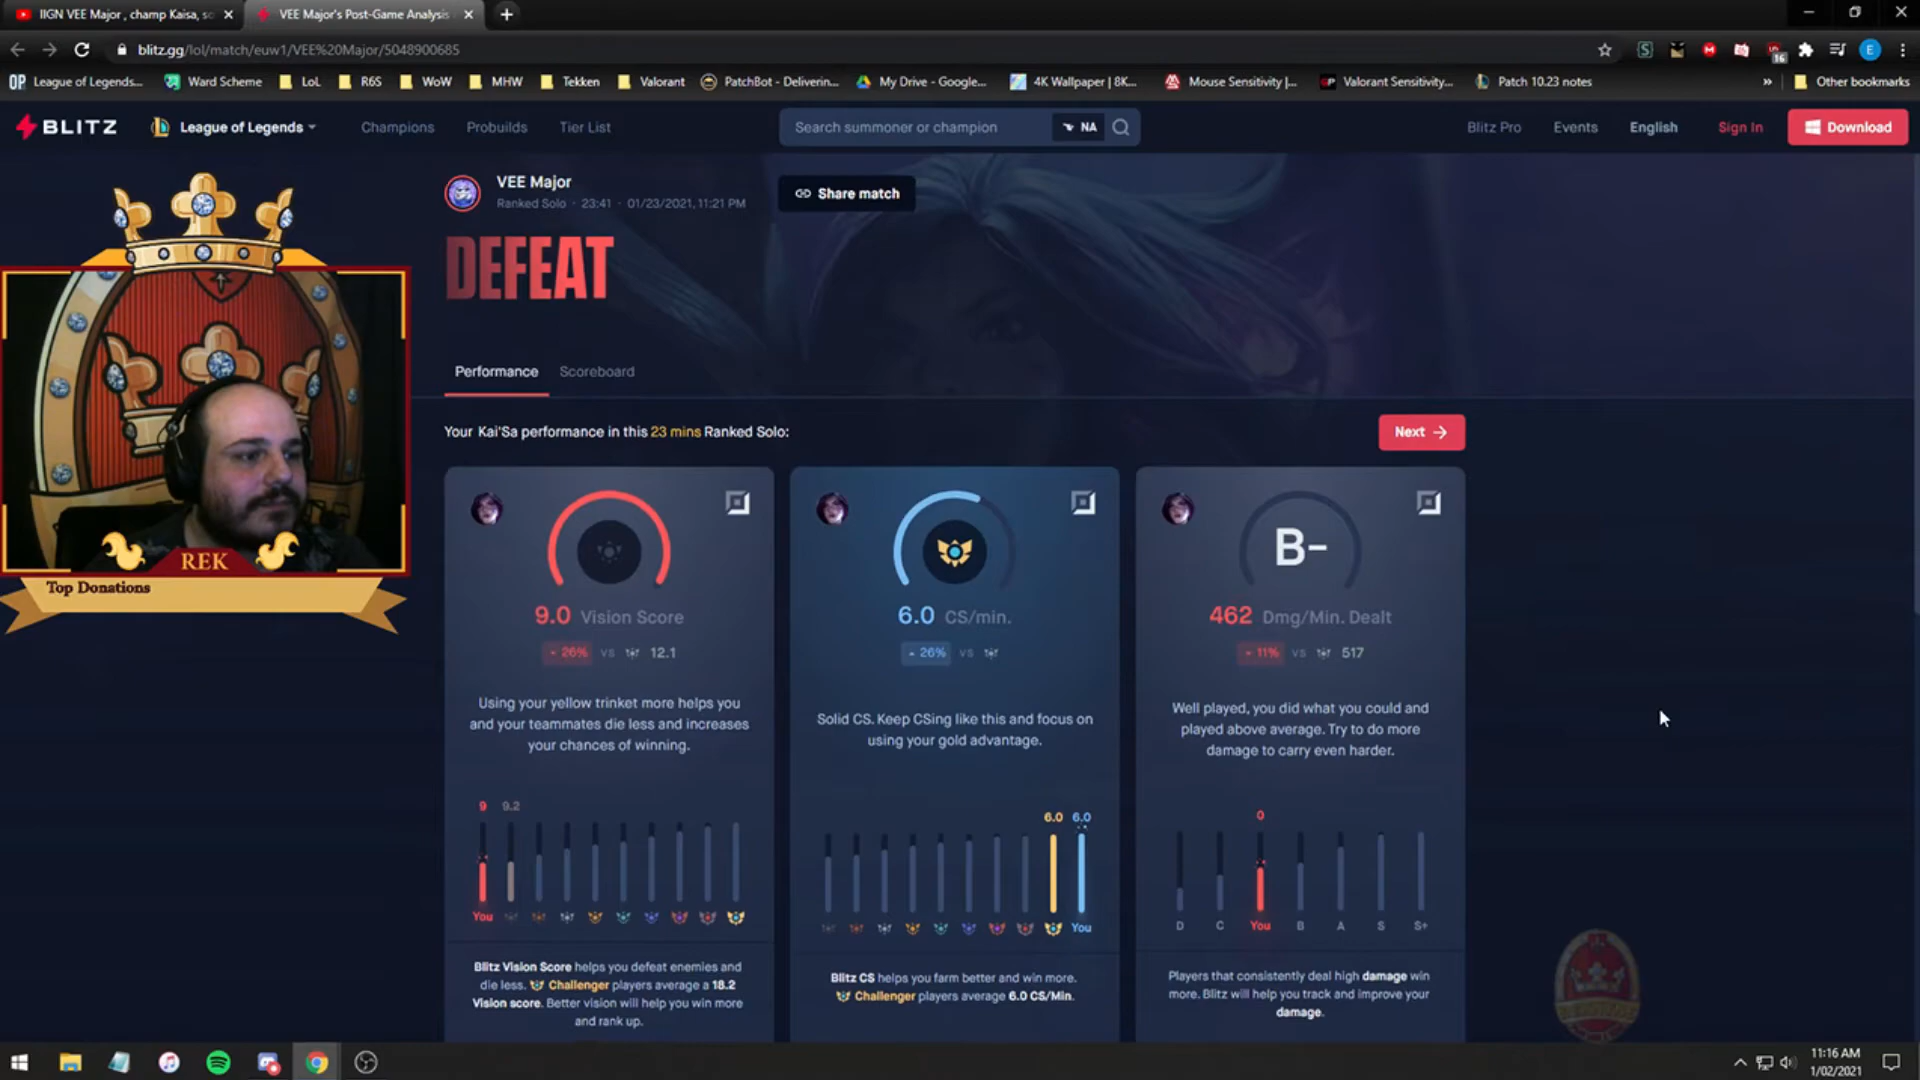 IIGN VEE Major , champ Kaisa, so
VEE Major's Post-Game Analysis
blitz.gg/lol/match/euw1/VEE%20Major/5048900685
16
E
OP League of Legends...
Ward Scheme
LoL
R6S
WoW
MHW
Tekken
Valorant
PatchBot - Deliverin...
My Drive - Google...
4K Wallpaper | 8K...
Mouse Sensitivity |...
Valorant Sensitivity...
Patch 10.23 notes
»
Other bookmarks
BLITZ
League of Legends
Champions
Probuilds
Tier List
Search summoner or champion
NA
Blitz Pro
Events
English
Sign In
Download
VEE Major
Ranked Solo · 23:41 · 01/23/2021, 11:21 PM
Share match
DEFEAT
Performance
Scoreboard
Your Kai'Sa performance in this 23 mins Ranked Solo:
Next →
REK
Top Donations
9.0 Vision Score
26% vs 12.1
Using your yellow trinket more helps you
and your teammates die less and increases
your chances of winning.
9 9.2
You
Blitz Vision Score helps you defeat enemies and
die less. Challenger players average a 18.2
Vision score. Better vision will help you win more
and rank up.
6.0 CS/min.
26% vs
Solid CS. Keep CSing like this and focus on
using your gold advantage.
6.0 6.0
You
Blitz CS helps you farm better and win more.
Challenger players average 6.0 CS/Min.
B-
462 Dmg/Min. Dealt
11% vs 517
Well played, you did what you could and
played above average. Try to do more
damage to carry even harder.
0
D C You B A S S+
Players that consistently deal high damage win
more. Blitz will help you track and improve your
damage.
11:16 AM
1/02/2021